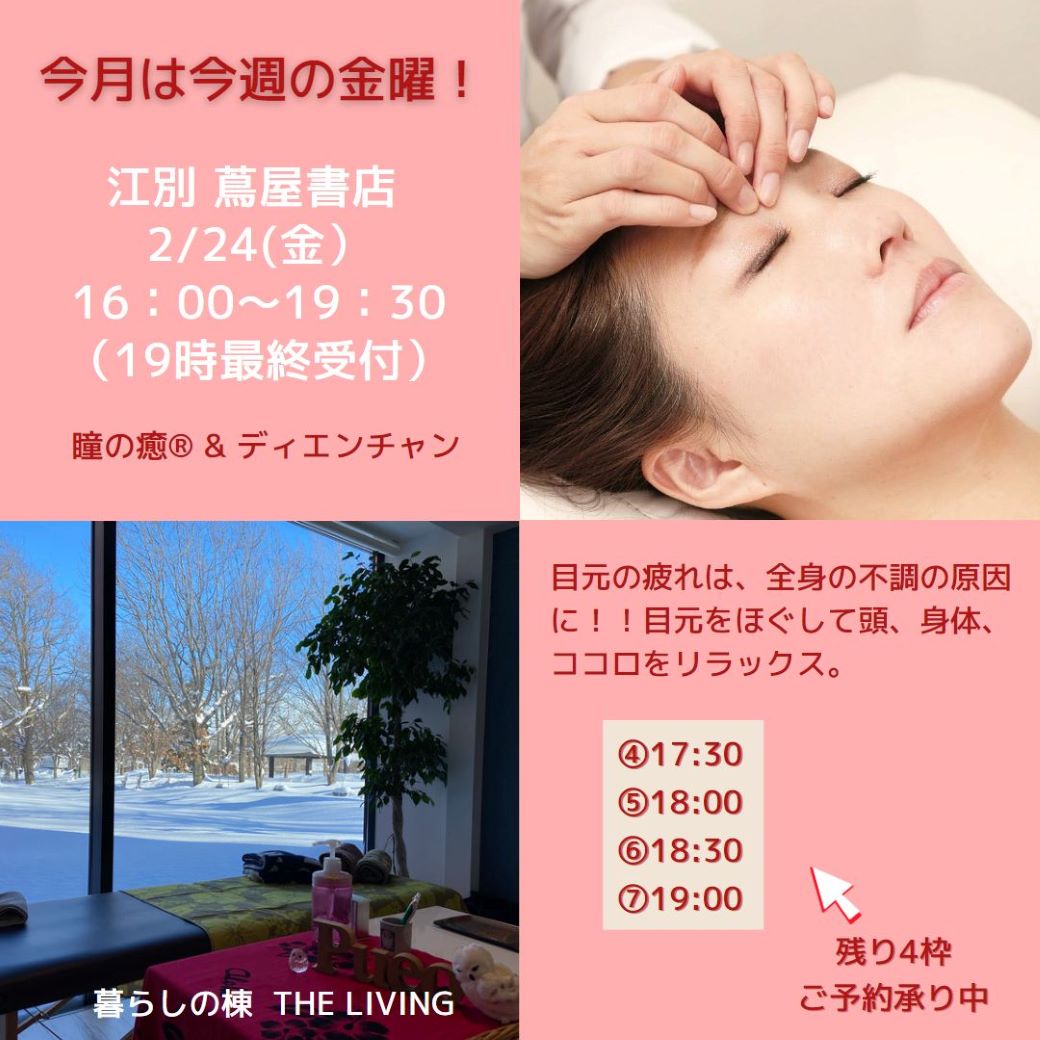 今月は今週の金曜！
江別 蔦屋書店
2/24(金）
16：00～19：30
（19時最終受付）
瞳の癒® & ディエンチャン
目元の疲れは、全身の不調の原因
に！！目元をほぐして頭、身体、
ココロをリラックス。
④17:30
⑤18:00
⑥18:30
⑦19:00
残り4枠
ご予約承り中
Puec
暮らしの棟 THE LIVING